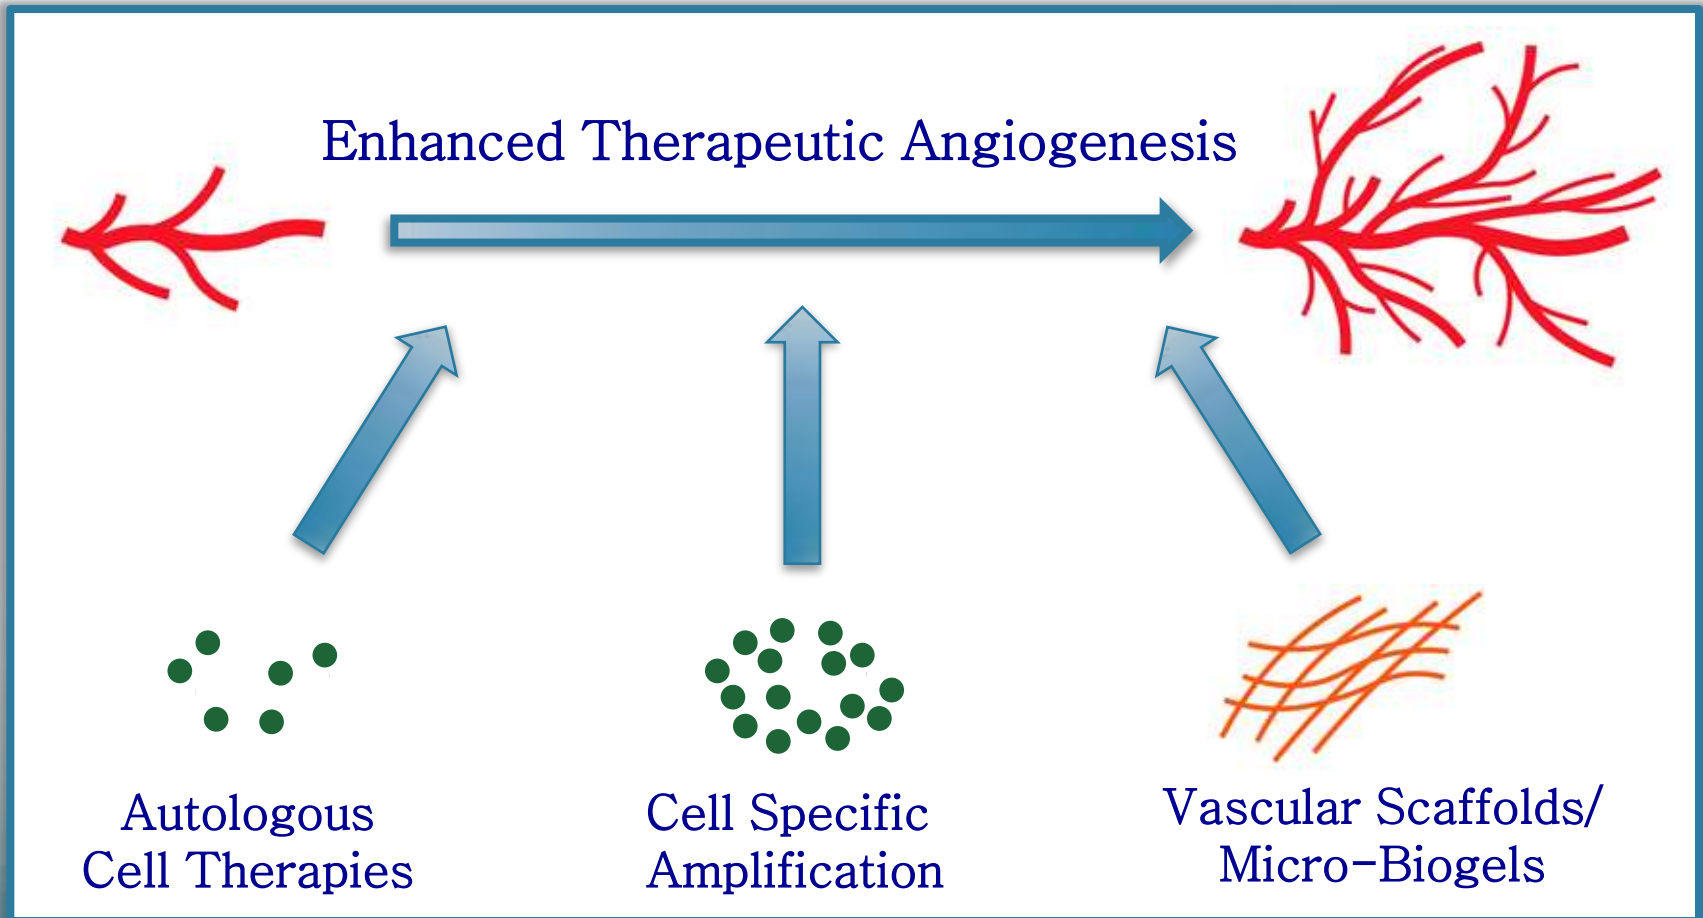 Enhanced Therapeutic Angiogenesis
Autologous
Cell Therapies
Cell Specific
Amplification
Vascular Scaffolds/
Micro-Biogels